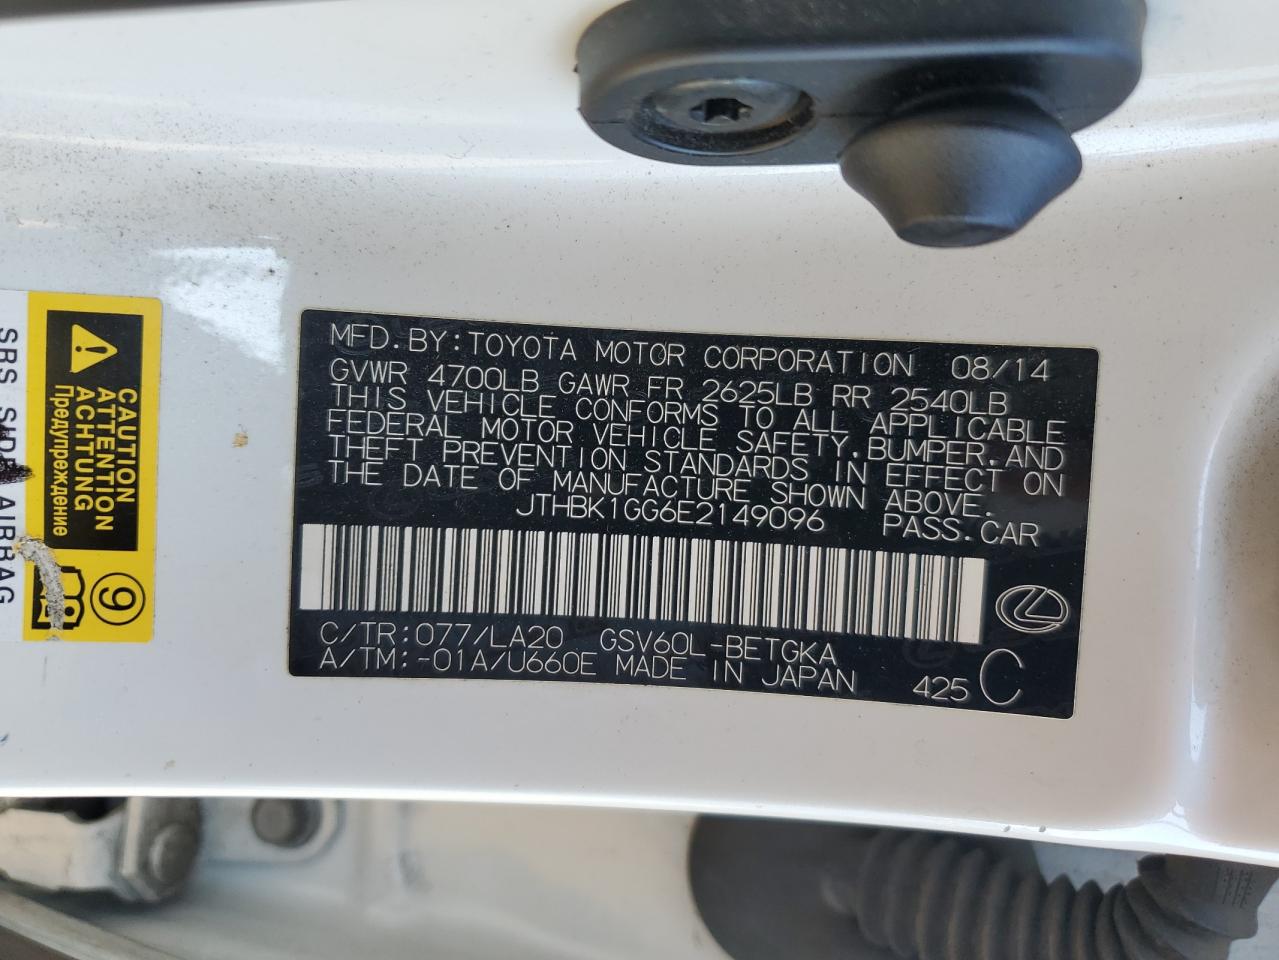 MFD.BY:TOYOTA MOTOR CORPORATION 08/14
GVWR 4700LB GAWR FR 2625LB RR 2540LB
THIS VEHICLE CONFORMS TO ALL APPLICABLE
FEDERAL MOTOR VEHICLE SAFETY,BUMPER,AND
THEFT PREVENTION STANDARDS IN EFFECT ON
THE DATE OF MANUFACTURE SHOWN ABOVE.
JTHBK1GG6E2149096 PASS.CAR
C/TR:077/LA20 GSV60L-BETGKA
A/TM:-01A/U660E MADE IN JAPAN 425 C
CAUTION
ATTENTION
ACHTUNG
Предупреждение
9
SRS AIRBAG